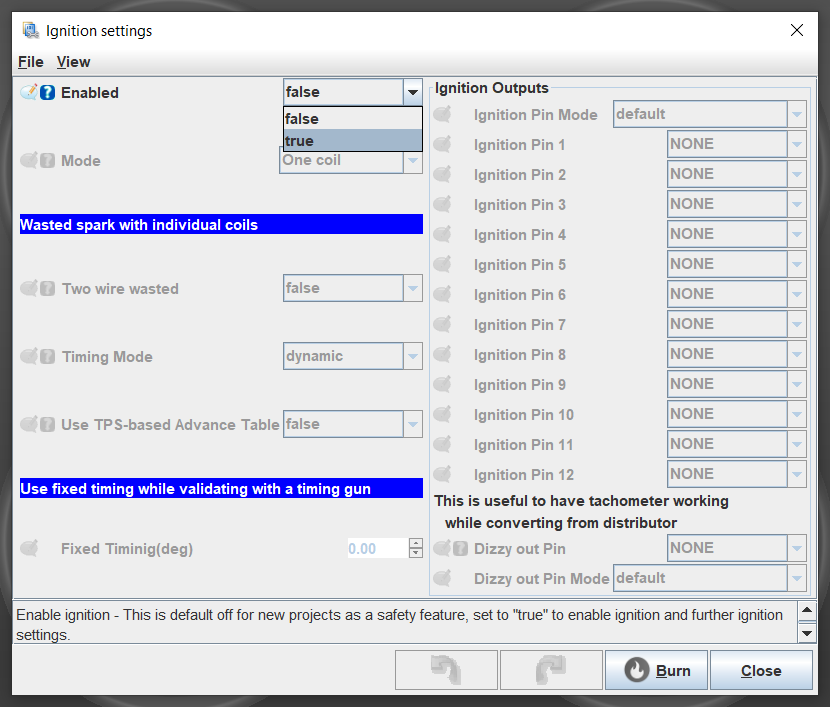 Ignition settings
File View
Enabled false
false
true
Mode One coil
Wasted spark with individual coils
Two wire wasted false
Timing Mode dynamic
Use TPS-based Advance Table false
Use fixed timing while validating with a timing gun
Fixed Timinig(deg) 0.00
Ignition Outputs
Ignition Pin Mode default
Ignition Pin 1 NONE
Ignition Pin 2 NONE
Ignition Pin 3 NONE
Ignition Pin 4 NONE
Ignition Pin 5 NONE
Ignition Pin 6 NONE
Ignition Pin 7 NONE
Ignition Pin 8 NONE
Ignition Pin 9 NONE
Ignition Pin 10 NONE
Ignition Pin 11 NONE
Ignition Pin 12 NONE
This is useful to have tachometer working
while converting from distributor
Dizzy out Pin NONE
Dizzy out Pin Mode default
Enable ignition - This is default off for new projects as a safety feature, set to "true" to enable ignition and further ignition
settings.
Burn Close